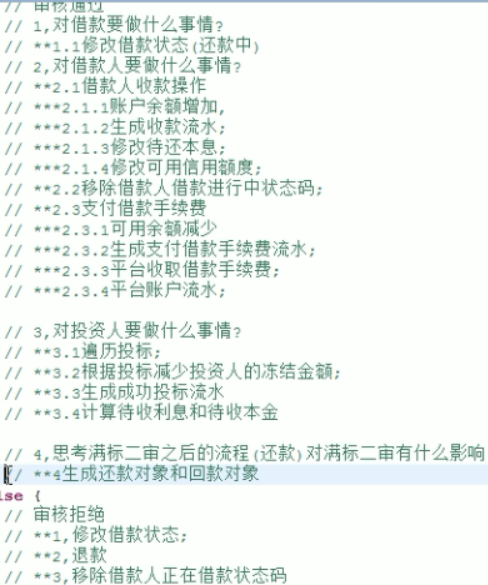 // 审核通过
// 1,对借款要做什么事情?
// **1.1修改借款状态(还款中)
// 2,对借款人要做什么事情?
// **2.1借款人收款操作
// ***2.1.1账户余额增加,
// ***2.1.2生成收款流水;
// ***2.1.3修改待还本息;
// ***2.1.4修改可用信用额度;
// **2.2移除借款人借款进行中状态码;
// **2.3支付借款手续费
// ***2.3.1可用余额减少
// ***2.3.2生成支付借款手续费流水;
// ***2.3.3平台收取借款手续费;
// ***2.3.4平台账户流水;
// 3,对投资人要做什么事情?
// **3.1遍历投标;
// **3.2根据投标减少投资人的冻结金额;
// **3.3生成成功投标流水
// **3.4计算待收利息和待收本金
// 4,思考满标二审之后的流程(还款)对满标二审有什么影响
// **4生成还款对象和回款对象
lse {
// 审核拒绝
// **1,修改借款状态;
// **2,退款
// **3,移除借款人正在借款状态码